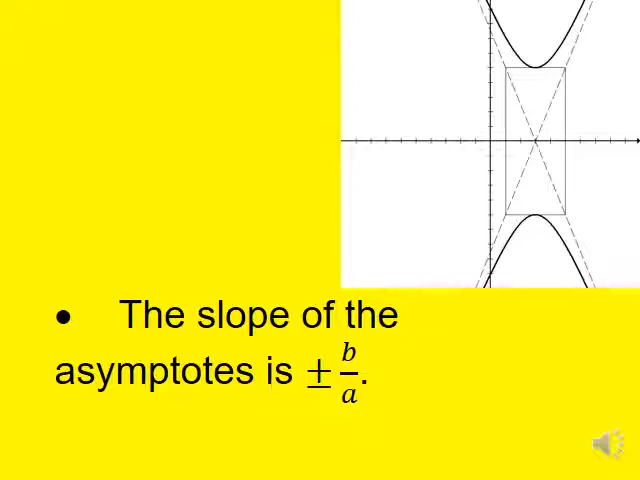 • The slope of the
asymptotes is ± b/a.